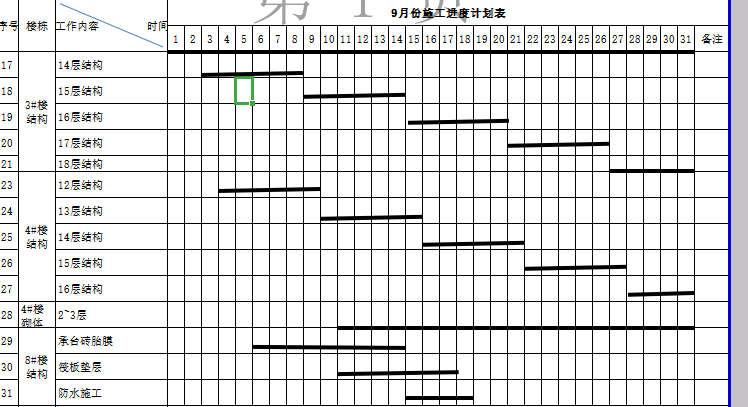 第 1 页
9月份施工进度计划表
序号 楼栋 工作内容 时间 1 2 3 4 5 6 7 8 9 10 11 12 13 14 15 16 17 18 19 20 21 22 23 24 25 26 27 28 29 30 31 备注
17 14层结构
18 15层结构
3#楼
结构
19 16层结构
20 17层结构
21 18层结构
23 12层结构
24 13层结构
4#楼
结构
25 14层结构
26 15层结构
27 16层结构
4#楼
砌体
28 2~3层
29 承台砖胎膜
8#楼
结构
30 筏板垫层
31 防水施工